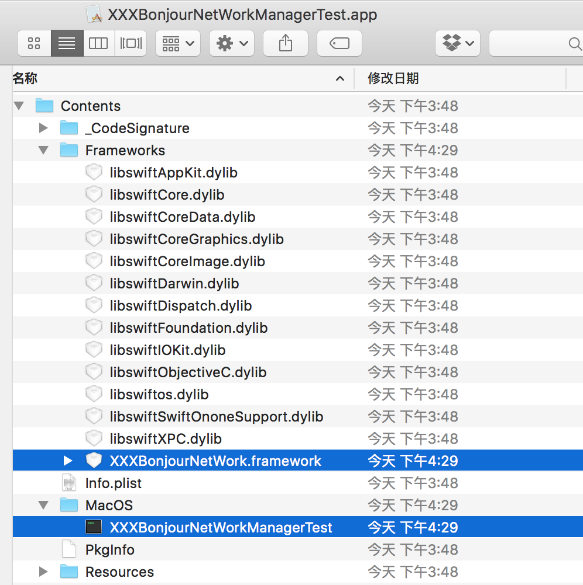 XXXBonjourNetWorkManagerTest.app
名称 修改日期
Contents 今天 下午3:48
_CodeSignature 今天 下午3:48
Frameworks 今天 下午4:29
libswiftAppKit.dylib 今天 下午3:48
libswiftCore.dylib 今天 下午3:48
libswiftCoreData.dylib 今天 下午3:48
libswiftCoreGraphics.dylib 今天 下午3:48
libswiftCoreImage.dylib 今天 下午3:48
libswiftDarwin.dylib 今天 下午3:48
libswiftDispatch.dylib 今天 下午3:48
libswiftFoundation.dylib 今天 下午3:48
libswiftIOKit.dylib 今天 下午3:48
libswiftObjectiveC.dylib 今天 下午3:48
libswiftos.dylib 今天 下午3:48
libswiftSwiftOnoneSupport.dylib 今天 下午3:48
libswiftXPC.dylib 今天 下午3:48
XXXBonjourNetWork.framework 今天 下午4:29
Info.plist 今天 下午3:48
MacOS 今天 下午4:29
XXXBonjourNetWorkManagerTest 今天 下午4:29
PkgInfo 今天 下午3:48
Resources 今天 下午3:48